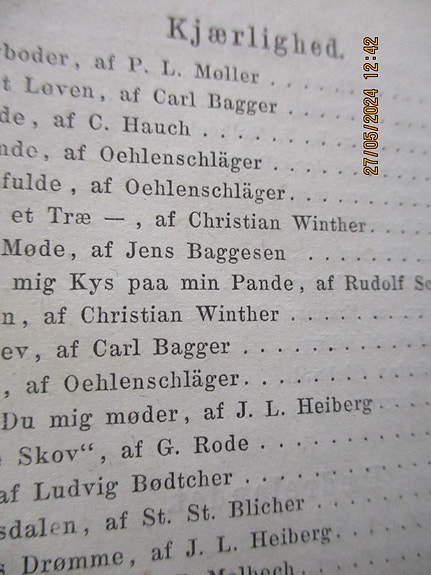 Kjærlighed.
rboder, af P. L. Møller . . . . . . .
t Løven, af Carl Bagger . . . . . .
de, af C. Hauch . . . . . . . . . . .
nde, af Oehlenschläger . . . . . . .
fulde, af Oehlenschläger. . . . . .
et Træ —, af Christian Winther. . . .
Møde, af Jens Baggesen . . . . . .
mig Kys paa min Pande, af Rudolf Sc
n, af Christian Winther . . . . . . .
ev, af Carl Bagger . . . . . . . . . .
, af Oehlenschläger. . . . . . . . . .
Du mig møder, af J. L. Heiberg . . . .
Skov“, af G. Rode . . . . . . . . .
af Ludvig Bødtcher . . . . . . . . .
sdalen, af St. St. Blicher . . . . . .
s Drømme, af J. L. Heiberg. . . . .
Molbech . . . .
27/05/2024 12:42